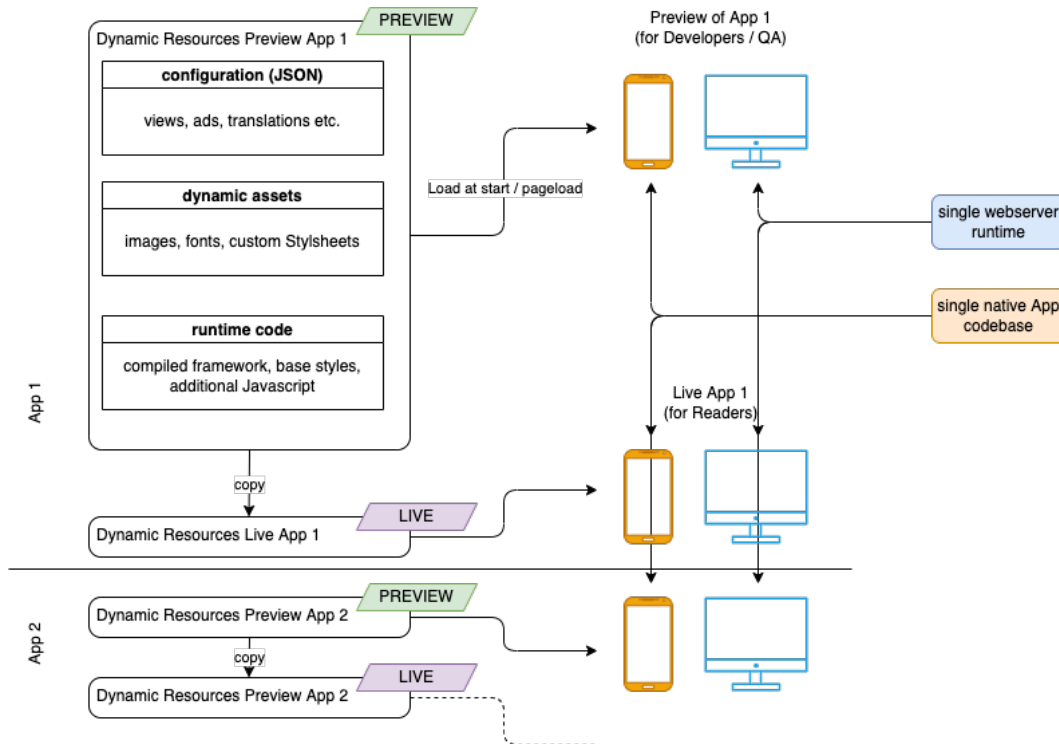 PREVIEW
Dynamic Resources Preview App 1
configuration (JSON)
views, ads, translations etc.
dynamic assets
images, fonts, custom Stylsheets
runtime code
compiled framework, base styles,
additional Javascript
App 1
copy
LIVE
Dynamic Resources Live App 1
Load at start / pageload
Preview of App 1
(for Developers / QA)
single webserver
runtime
single native App
codebase
Live App 1
(for Readers)
PREVIEW
Dynamic Resources Preview App 2
App 2
copy
LIVE
Dynamic Resources Preview App 2